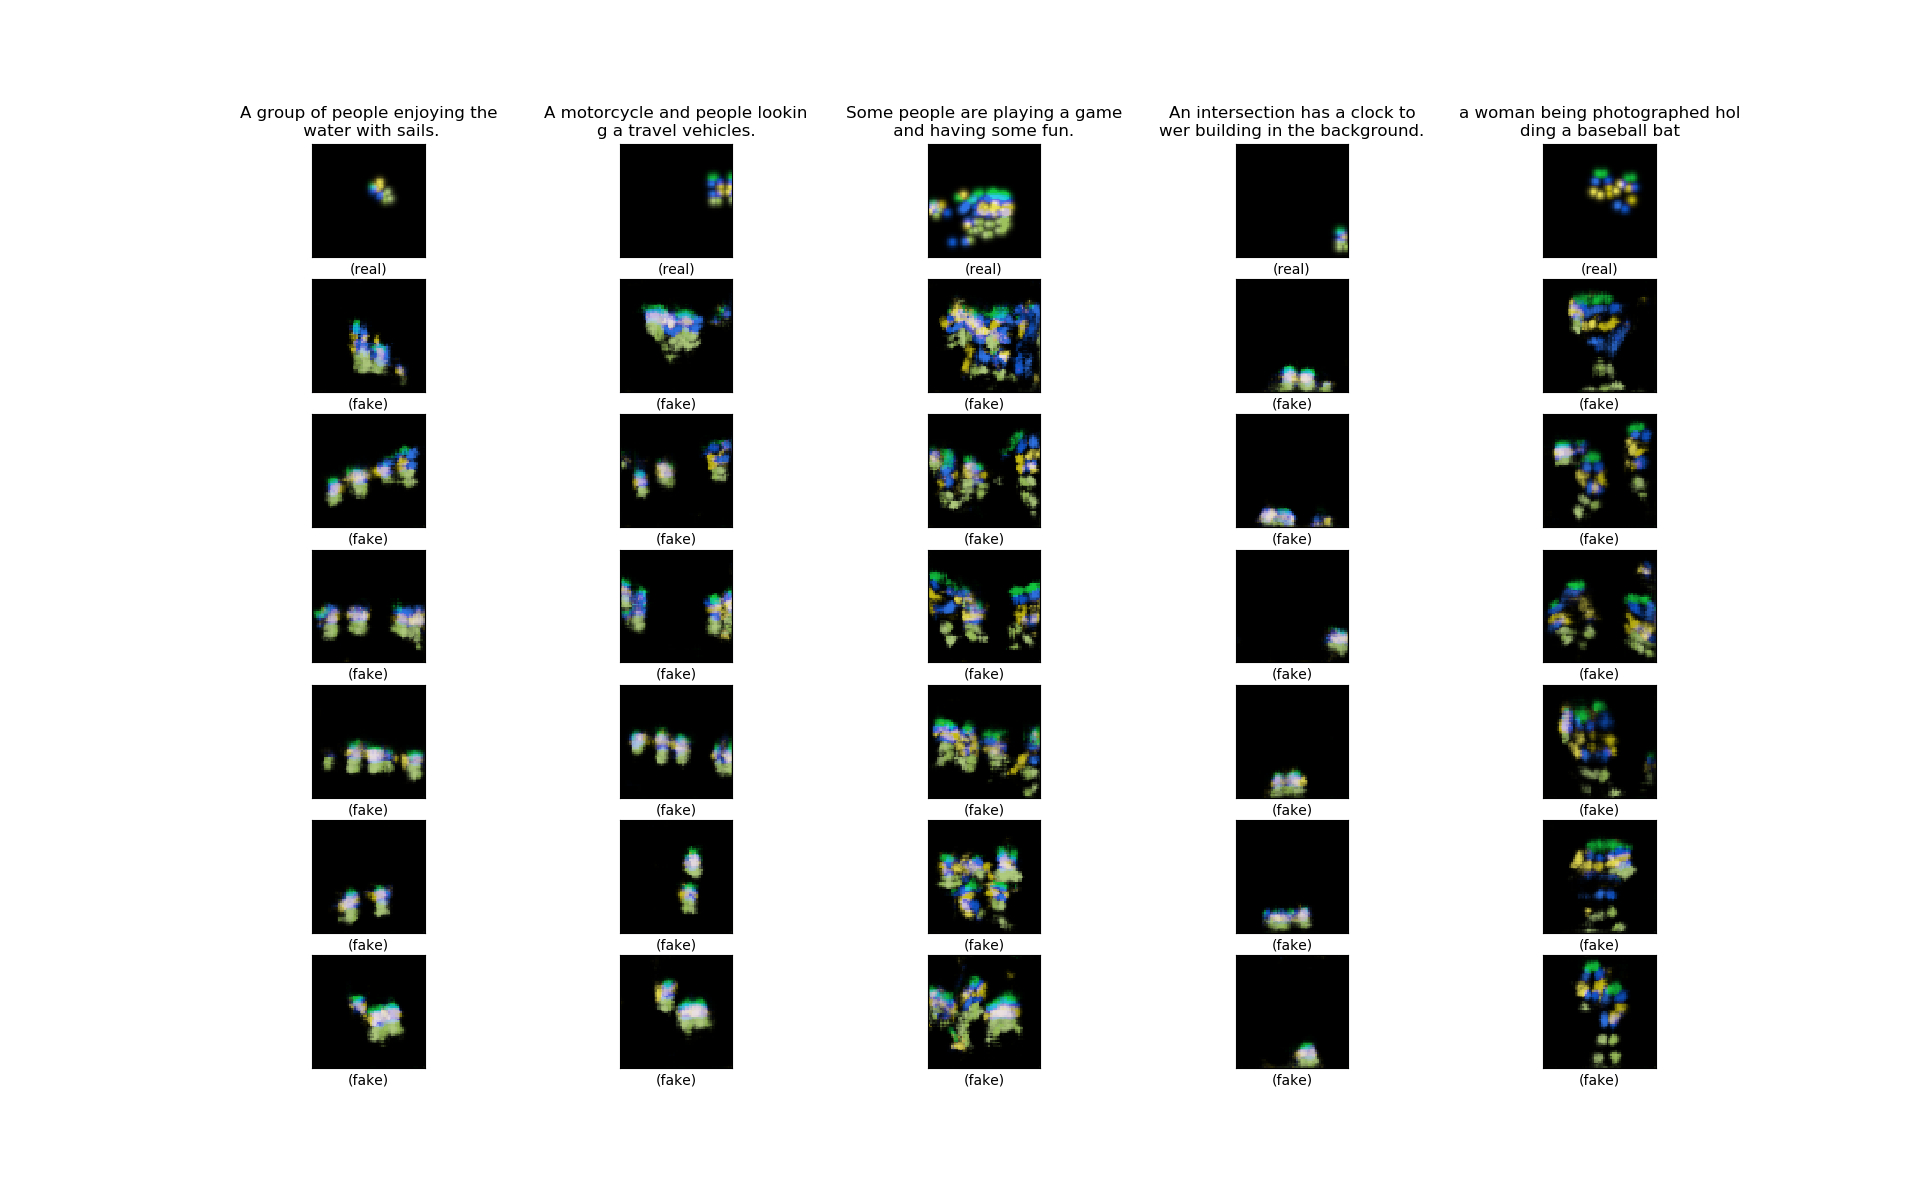 A group of people enjoying the
water with sails.
A motorcycle and people lookin
g a travel vehicles.
Some people are playing a game
and having some fun.
An intersection has a clock to
wer building in the background.
a woman being photographed hol
ding a baseball bat
(real) (real) (real) (real) (real)
(fake) (fake) (fake) (fake) (fake)
(fake) (fake) (fake) (fake) (fake)
(fake) (fake) (fake) (fake) (fake)
(fake) (fake) (fake) (fake) (fake)
(fake) (fake) (fake) (fake) (fake)
(fake) (fake) (fake) (fake) (fake)